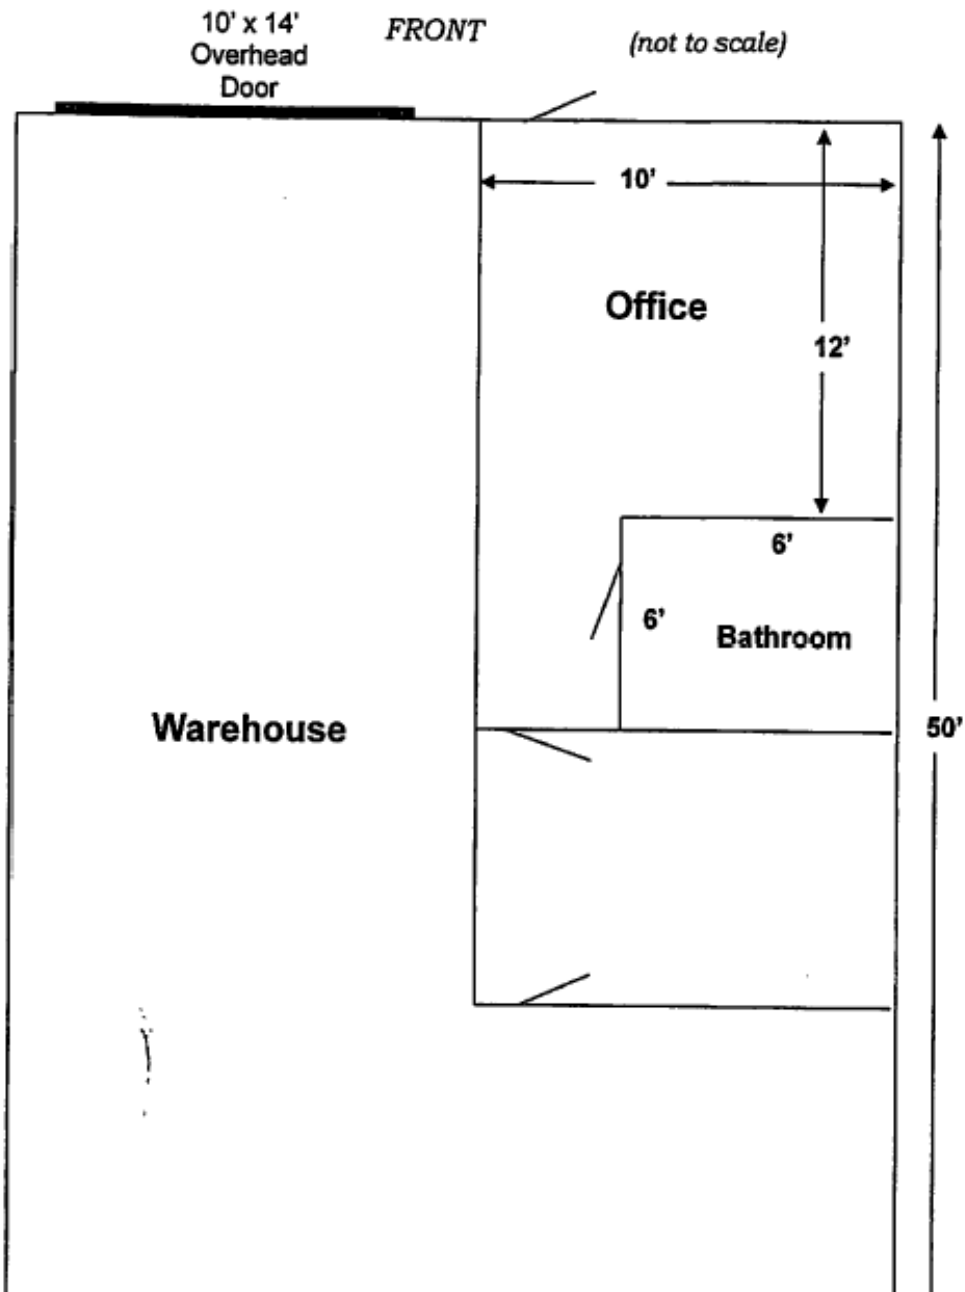 10' x 14'
Overhead
Door
FRONT
(not to scale)
10'
Office
12'
6'
6'
Bathroom
Warehouse
50'